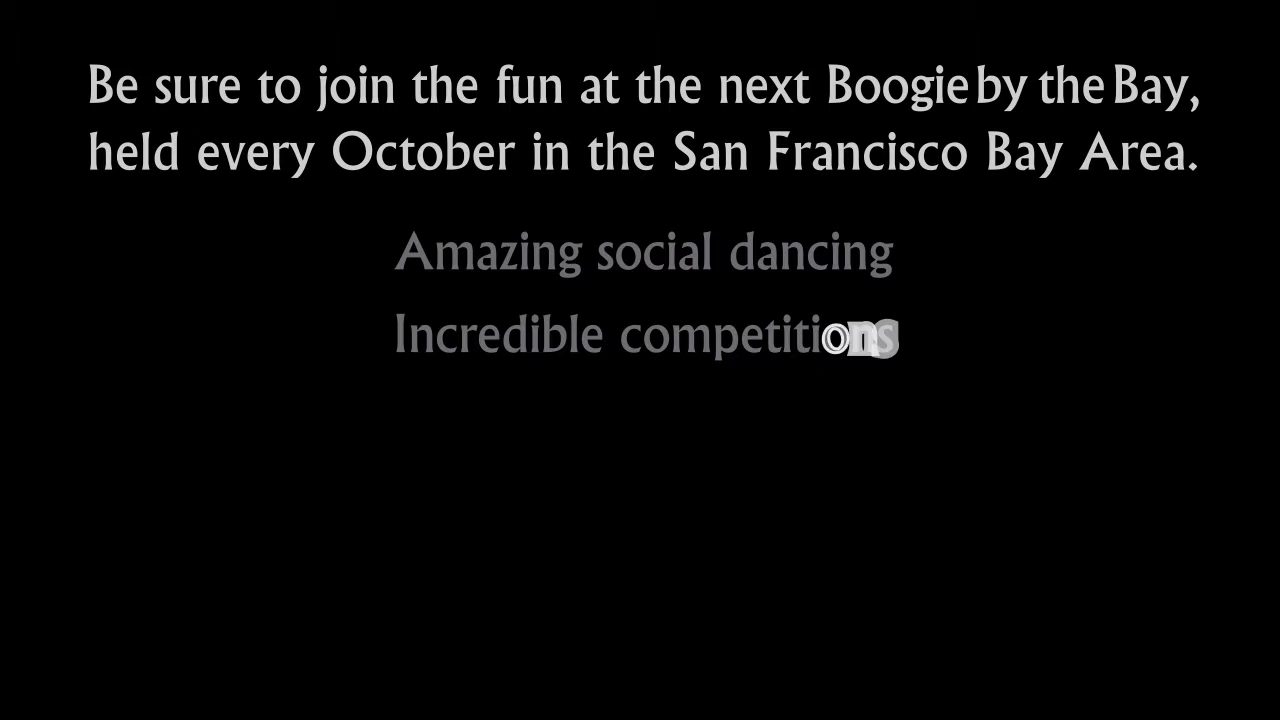 Be sure to join the fun at the next Boogie by the Bay,
held every October in the San Francisco Bay Area.
Amazing social dancing
Incredible competitions